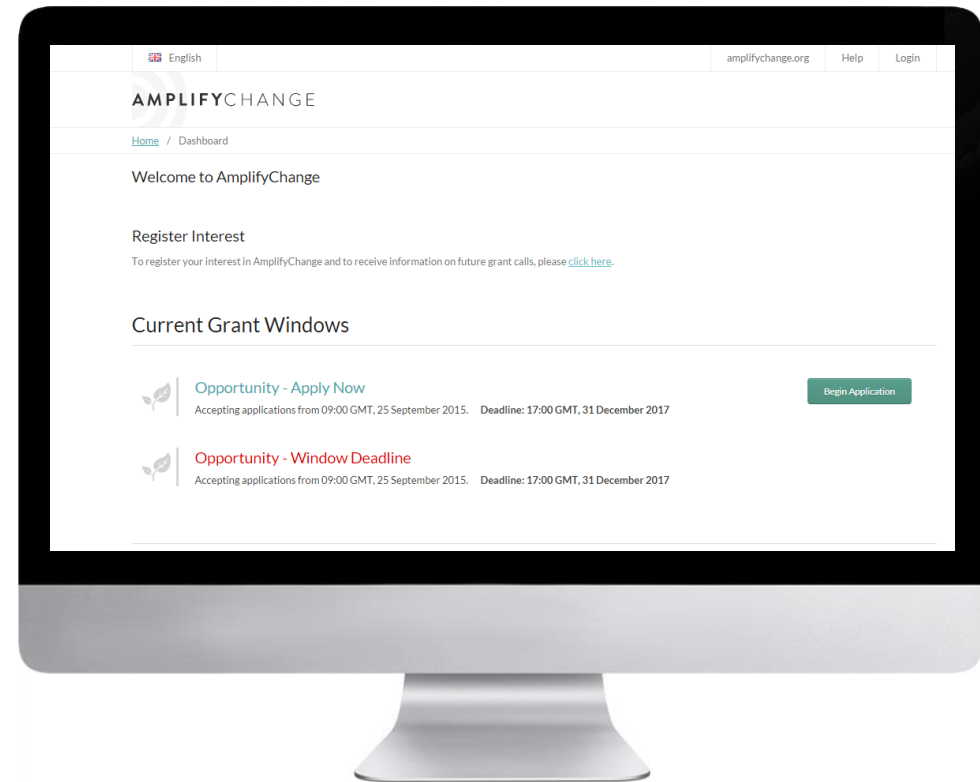 English
amplifychange.org Help Login
AMPLIFYCHANGE
Home / Dashboard
Welcome to AmplifyChange
Register Interest
To register your interest in AmplifyChange and to receive information on future grant calls, please click here.
Current Grant Windows
Opportunity - Apply Now
Begin Application
Accepting applications from 09:00 GMT, 25 September 2015. Deadline: 17:00 GMT, 31 December 2017
Opportunity - Window Deadline
Accepting applications from 09:00 GMT, 25 September 2015. Deadline: 17:00 GMT, 31 December 2017